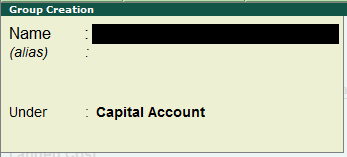 Group Creation
Name :
(alias) :
Under : Capital Account